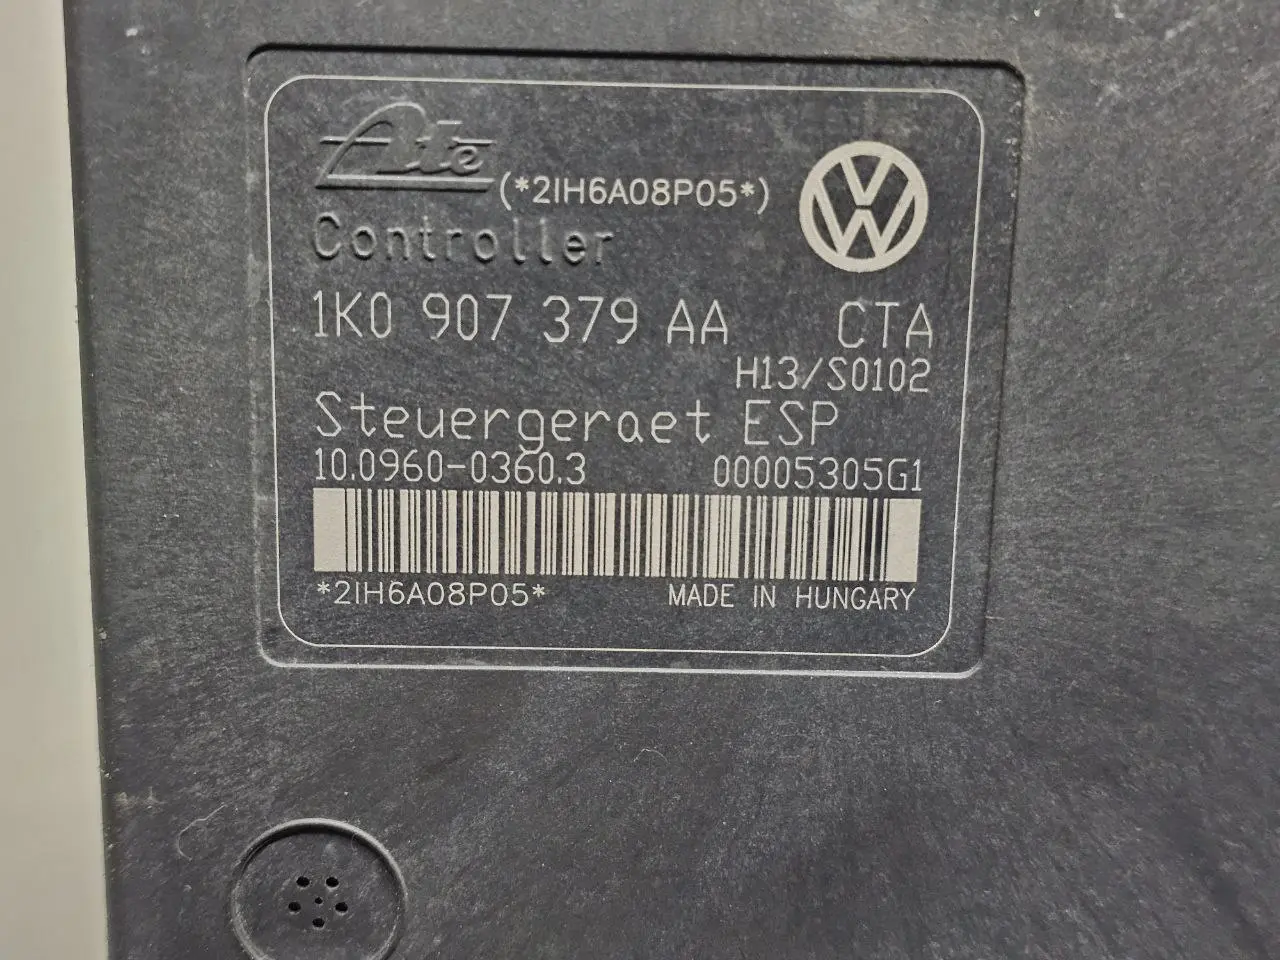 Ate (*2IH6A08P05*)
Controller
1K0 907 379 AA CTA
H13/S0102
Steuergeraet ESP
10.0960-0360.3 00005305G1
*2IH6A08P05* MADE IN HUNGARY